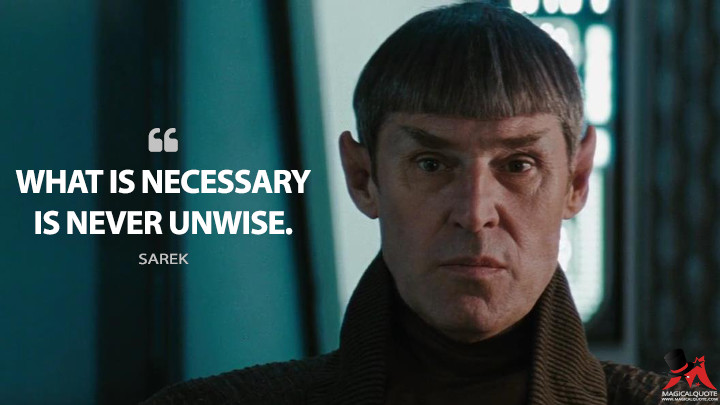 WHAT IS NECESSARY
IS NEVER UNWISE.
SAREK
MAGICALQUOTE
WWW.MAGICALQUOTE.COM